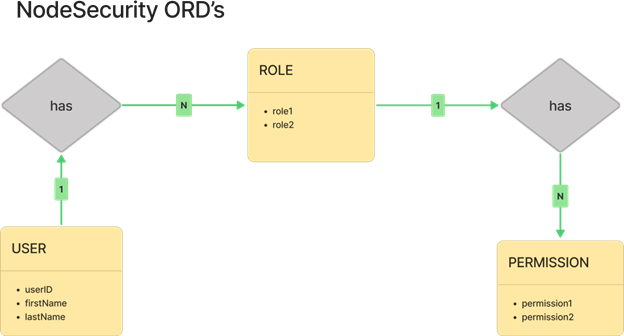 NodeSecurity ORD's
has
N
ROLE
• role1
• role2
1
has
1
N
USER
• userID
• firstName
• lastName
PERMISSION
• permission1
• permission2